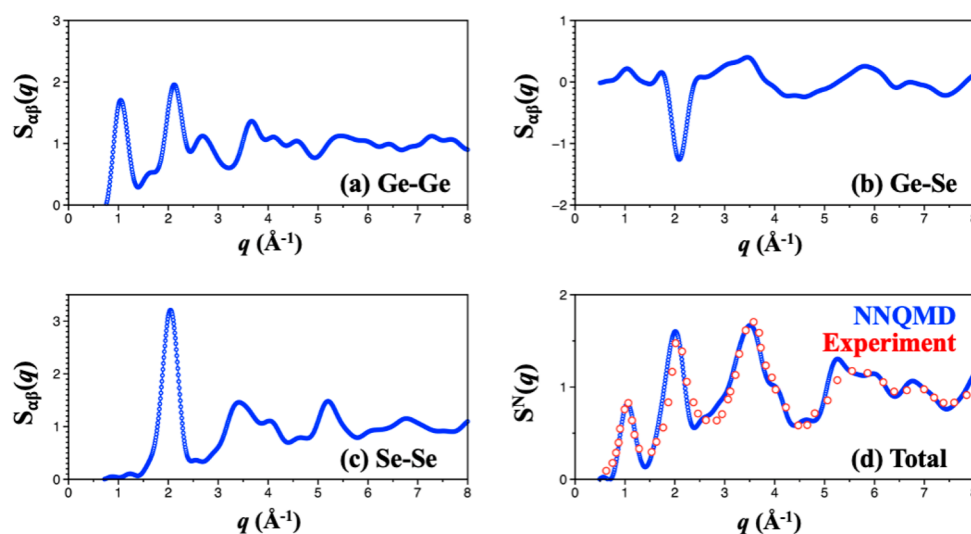 3
2
1
0
S_αβ(q)
(a) Ge-Ge
0 1 2 3 4 5 6 7 8
q (Å⁻¹)
1
0
−1
−2
S_αβ(q)
(b) Ge-Se
0 1 2 3 4 5 6 7 8
q (Å⁻¹)
3
2
1
0
S_αβ(q)
(c) Se-Se
0 1 2 3 4 5 6 7 8
q (Å⁻¹)
2
1
0
Sᴺ(q)
NNQMD
Experiment
(d) Total
0 1 2 3 4 5 6 7 8
q (Å⁻¹)